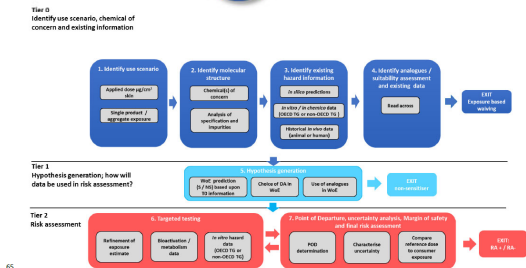 Tier 0
Identify use scenario, chemical of
concern and existing information
1. Identify use scenario
Applied dose µg/cm²
skin
Single product /
aggregate exposure
2. Identify molecular
structure
Chemical(s) of
concern
Analysis of
specification and
impurities
3. Identify existing
hazard information
In silico predictions
In vitro / in chemico data
(OECD TG or non-OECD TG )
Historical in vivo data
(animal or human)
4. Identify analogues /
suitability assessment
and existing data
Read across
EXIT
Exposure based
waiving
Tier 1
Hypothesis generation; how will
data be used in risk assessment?
5. Hypothesis generation
WoE prediction
(S / NS) based upon
T0 information
Choice of DA in
WoE
Use of analogues
in WoE
EXIT
non-sensitiser
Tier 2
Risk assessment
6. Targeted testing
Refinement of
exposure
estimate
Bioactivation /
metabolism
data
In vitro hazard
data
(OECD TG or
non-OECD TG)
7. Point of Departure, uncertainty analysis, Margin of safety
and final risk assessment
POD
determination
Characterise
uncertainty
Compare
reference dose
to consumer
exposure
EXIT:
RA + / RA-
65